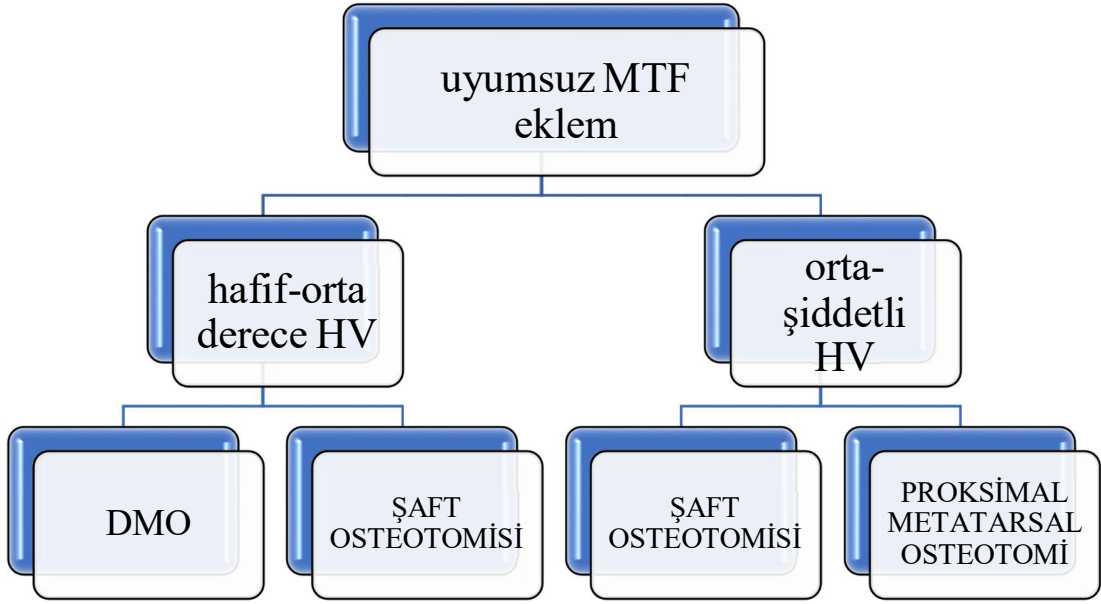 uyumsuz MTF
eklem
hafif-orta
derece HV
orta-
şiddetli
HV
DMO
ŞAFT
OSTEOTOMİSİ
ŞAFT
OSTEOTOMİSİ
PROKSİMAL
METATARSAL
OSTEOTOMİ